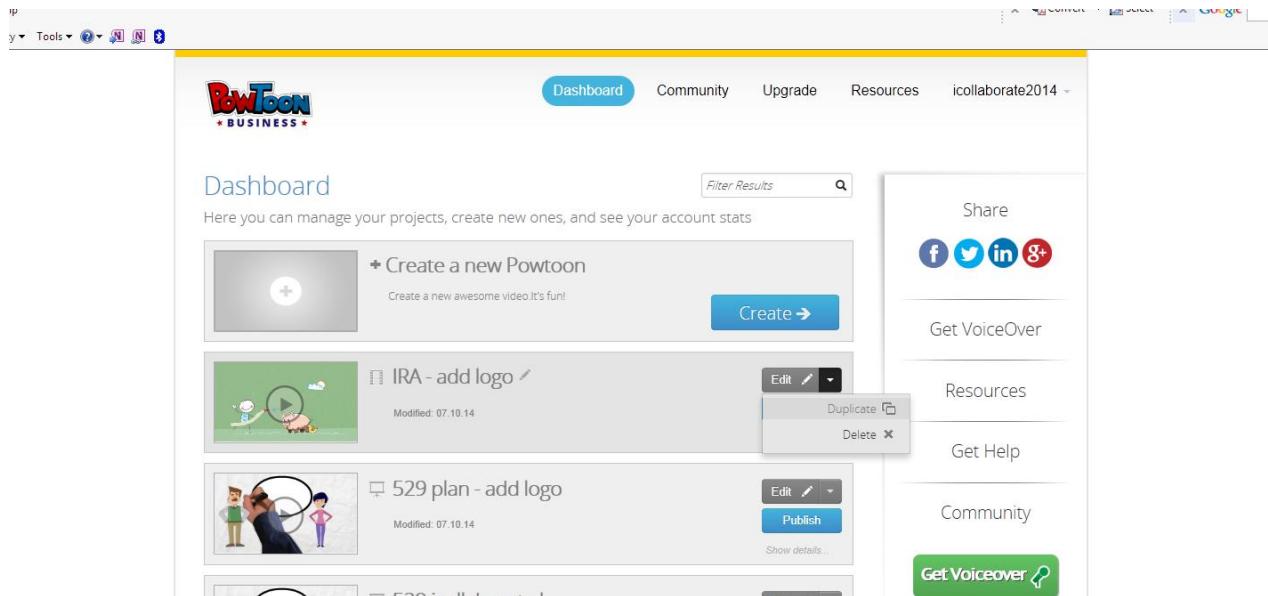 Convert
Select
Google
Tools
PowToon
BUSINESS
Dashboard
Community
Upgrade
Resources
icollaborate2014
Dashboard
Filter Results
Here you can manage your projects, create new ones, and see your account stats
Create a new Powtoon
Create a new awesome video.It's fun!
Create
IRA - add logo
Modified: 07.10.14
Edit
Duplicate
Delete
529 plan - add logo
Modified: 07.10.14
Edit
Publish
Show details...
Share
Get VoiceOver
Resources
Get Help
Community
Get Voiceover